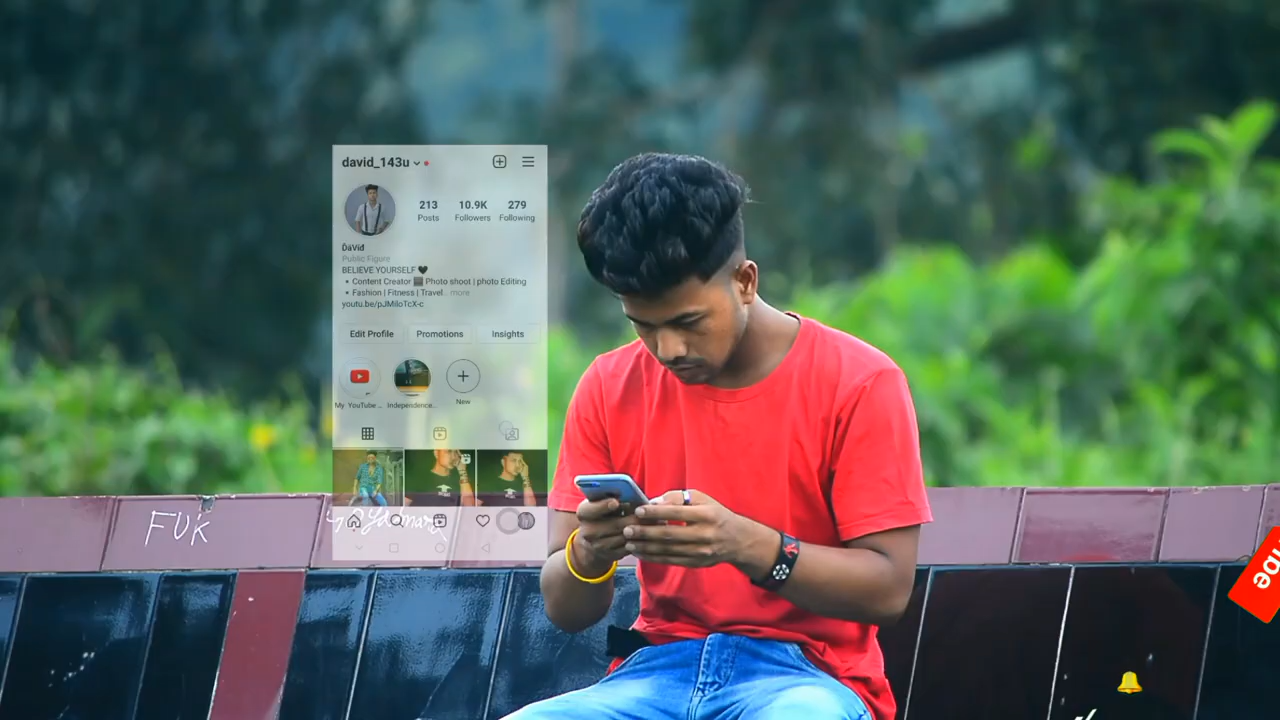 david_143u
213 10.9K 279
Posts Followers Following
ĎaVid
Public Figure
BELIEVE YOURSELF 🖤
• Content Creator Photo shoot | photo Editing
• Fashion | Fitness | Travel... more
youtu.be/pJMiloTcX-c
Edit Profile Promotions Insights
My YouTube ... Independence... New
FUK